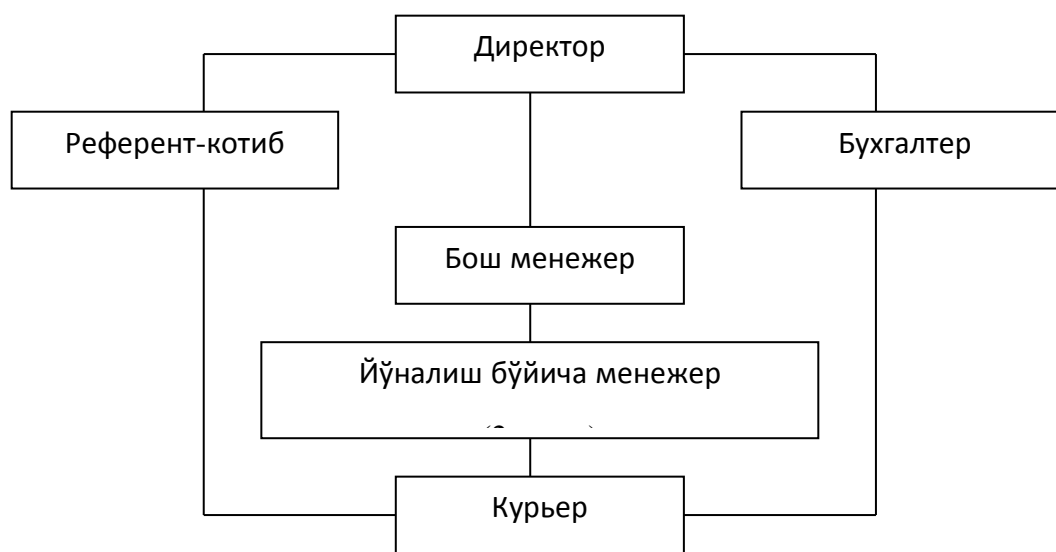 Директор
Референт-котиб
Бухгалтер
Бош менежер
Йўналиш бўйича менежер
Курьер